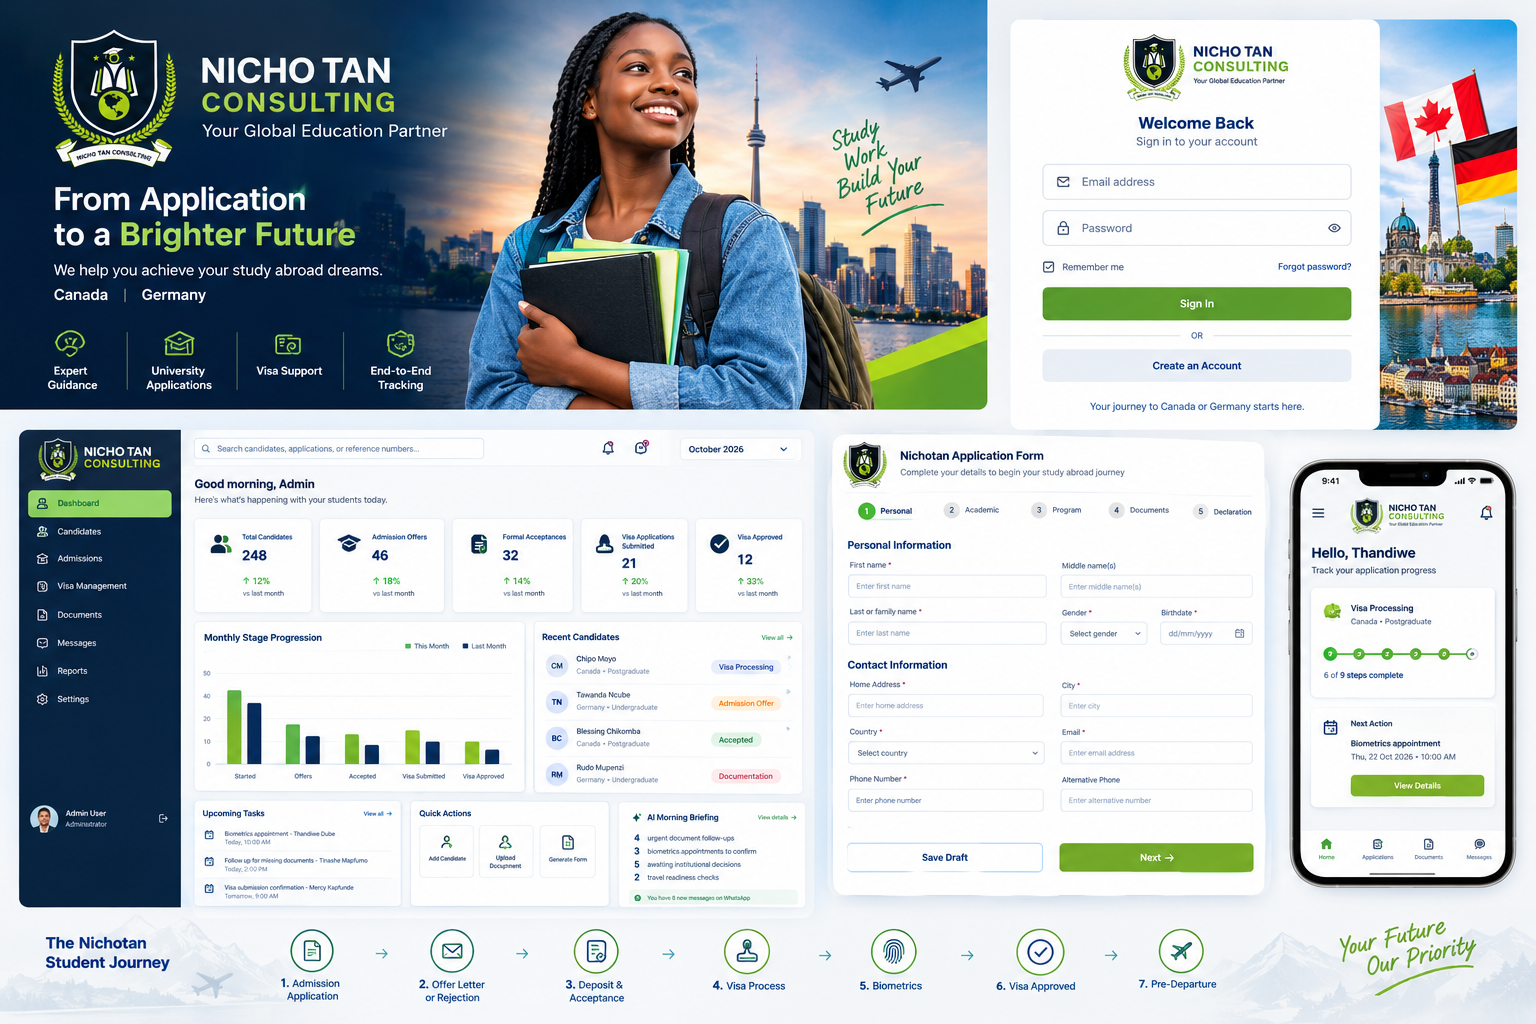 NICHO TAN
CONSULTING
Your Global Education Partner
NICHO TAN CONSULTING
From Application
to a Brighter Future
We help you achieve your study abroad dreams.
Canada | Germany
Expert
Guidance
University
Applications
Visa Support
End-to-End
Tracking
Study
Work
Build Your
Future
NICHO TAN
CONSULTING
Your Global Education Partner
Welcome Back
Sign in to your account
Email address
Password
Remember me
Forgot password?
Sign In
OR
Create an Account
Your journey to Canada or Germany starts here.
NICHO TAN
CONSULTING
Dashboard
Candidates
Admissions
Visa Management
Documents
Messages
Reports
Settings
Admin User
Administrator
Search candidates, applications, or reference numbers...
October 2026
Good morning, Admin
Here's what's happening with your students today.
Total Candidates
248
↑ 12%
vs last month
Admission Offers
46
↑ 18%
vs last month
Formal Acceptances
32
↑ 14%
vs last month
Visa Applications
Submitted
21
↑ 20%
vs last month
Visa Approved
12
↑ 33%
vs last month
Monthly Stage Progression
This Month
Last Month
50
40
20
10
0
Started
Offers
Accepted
Visa Submitted
Visa Approved
Recent Candidates
View all →
CM
Chipo Moyo
Canada • Postgraduate
Visa Processing
TN
Tawanda Ncube
Germany • Undergraduate
Admission Offer
BC
Blessing Chikomba
Canada • Postgraduate
Accepted
RM
Rudo Mupenzi
Germany • Undergraduate
Documentation
Upcoming Tasks
View all →
Biometrics appointment - Thandiwe Dube
Today, 10:00 AM
Follow up for missing documents - Tinashe Mapfumo
Today, 2:00 PM
Visa submission confirmation - Mercy Kapfunde
Tomorrow, 9:00 AM
Quick Actions
Add Candidate
Upload
Document
Generate Form
AI Morning Briefing
View details →
4 urgent document follow-ups
3 biometrics appointments to confirm
5 awaiting institutional decisions
2 travel readiness checks
You have 8 new messages on WhatsApp
Nichotan Application Form
Complete your details to begin your study abroad journey
1 Personal
2 Academic
3 Program
4 Documents
5 Declaration
Personal Information
First name *
Enter first name
Middle name(s)
Enter middle name(s)
Last or family name *
Enter last name
Gender *
Select gender
Birthdate *
dd/mm/yyyy
Contact Information
Home Address *
Enter home address
City *
Enter city
Country *
Select country
Email *
Enter email address
Phone Number *
Enter phone number
Alternative Phone
Enter alternative number
Save Draft
Next →
9:41
NICHO TAN
CONSULTING
Your Global Education Partner
Hello, Thandiwe
Track your application progress
Visa Processing
Canada • Postgraduate
6 of 9 steps complete
Next Action
Biometrics appointment
Thu, 22 Oct 2026 • 10:00 AM
View Details
Home
Applications
Documents
Messages
The Nichotan
Student Journey
1. Admission
Application
2. Offer Letter
or Rejection
3. Deposit &
Acceptance
4. Visa Process
5. Biometrics
6. Visa Approved
7. Pre-Departure
Your Future
Our Priority